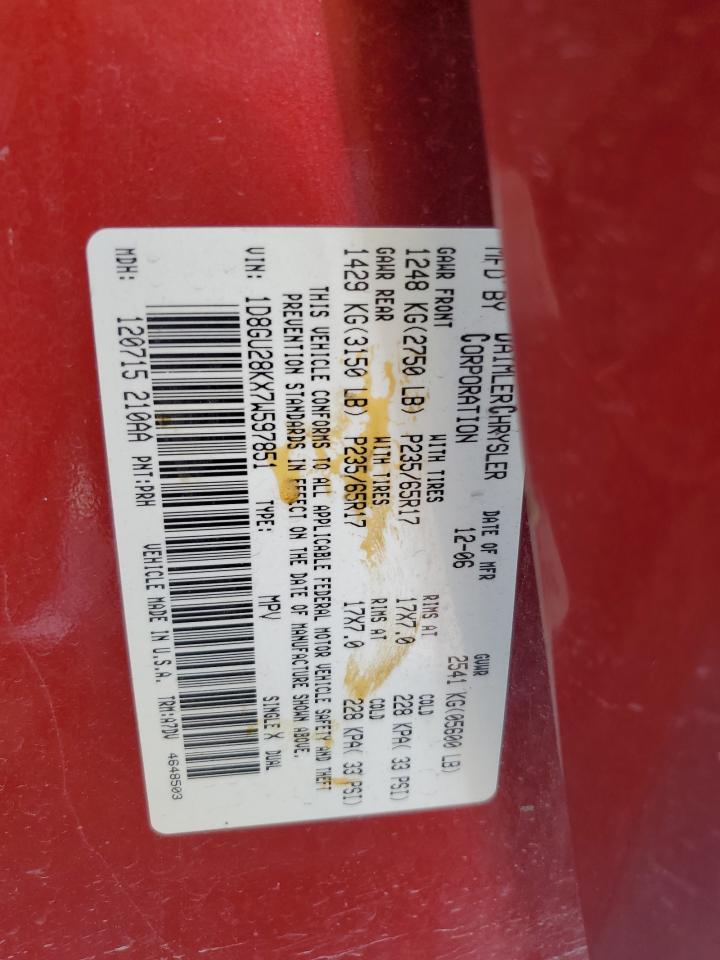 MFD BY DAIMLERCHRYSLER CORPORATION
DATE OF MFR GVWR
12-06 2541 KG(05600 LB)
GAWR FRONT WITH TIRES RIMS AT COLD
1248 KG(2750 LB) P235/65R17 17X7.0 228 KPA( 33 PSI)
GAWR REAR WITH TIRES RIMS AT COLD
1429 KG(3150 LB) P235/65R17 17X7.0 228 KPA( 33 PSI)
THIS VEHICLE CONFORMS TO ALL APPLICABLE FEDERAL MOTOR VEHICLE SAFETY AND THEFT
PREVENTION STANDARDS IN EFFECT ON THE DATE OF MANUFACTURE SHOWN ABOVE.
VIN: 1D8GU28KX7W597851 TYPE: MPV SINGLE X DUAL
MDH: 120715 210AA PNT:PRH VEHICLE MADE IN U.S.A. TRM:A7DV 4648503